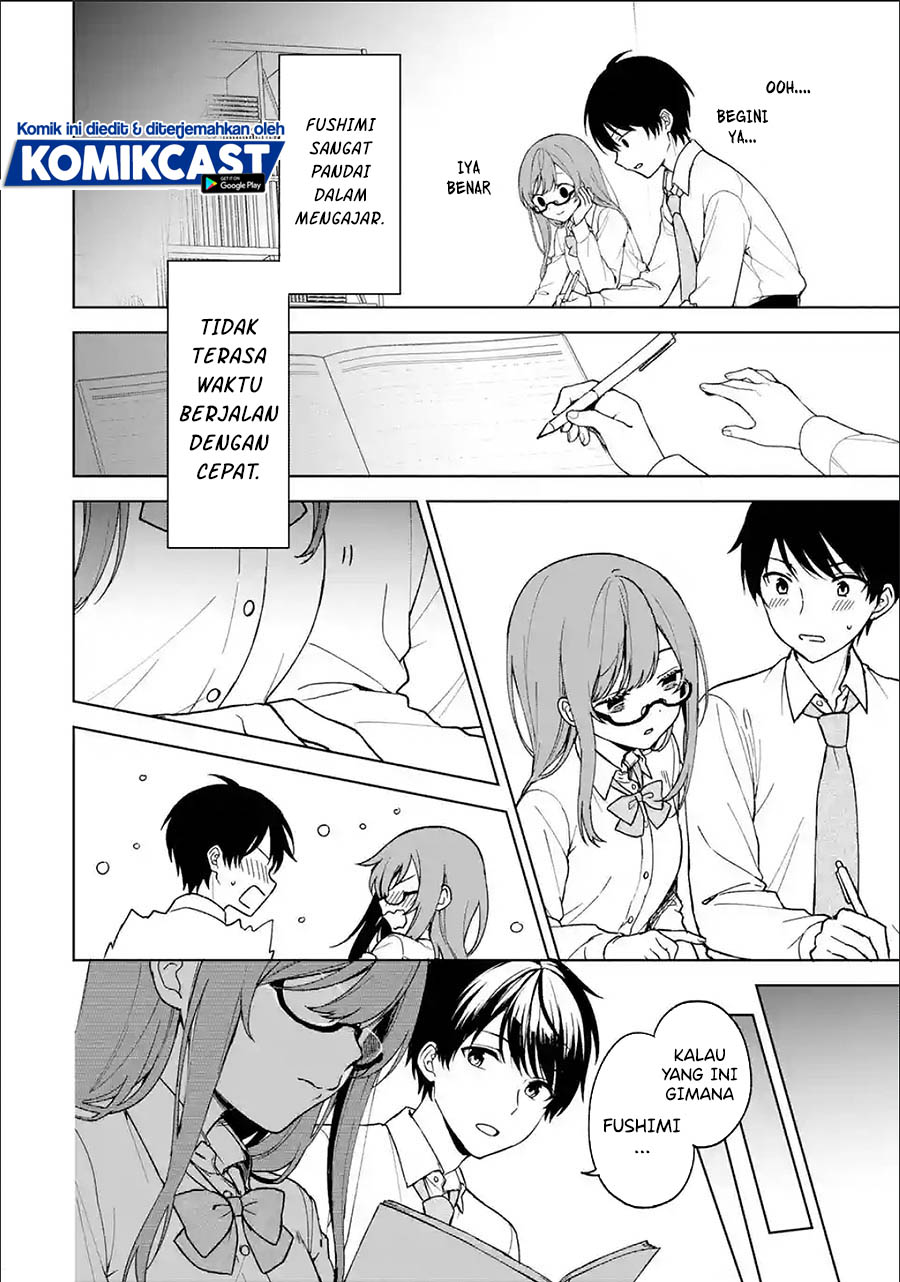 OOH....
BEGINI
YA...
IYA
BENAR
Komik ini diedit & diterjemahkan oleh
KOMIKCAST
GET IT ON
Google Play
FUSHIMI
SANGAT
PANDAI
DALAM
MENGAJAR.
TIDAK
TERASA
WAKTU
BERJALAN
DENGAN
CEPAT.
KALAU
YANG INI
GIMANA
FUSHIMI
...